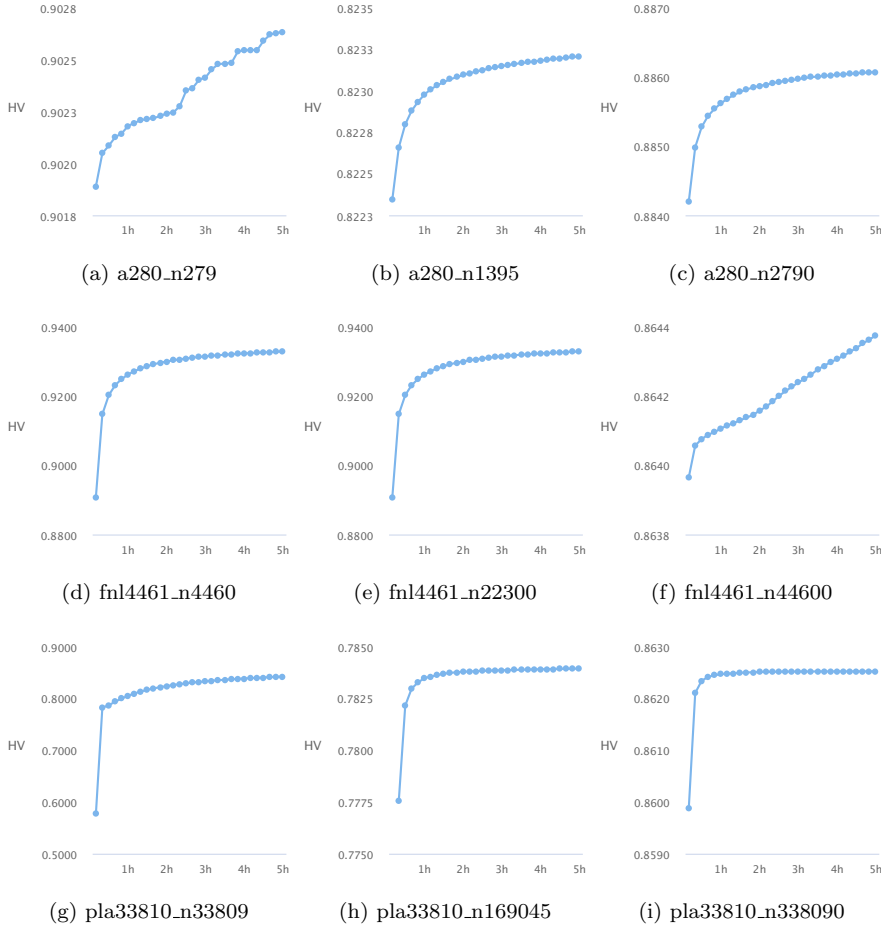 0.9028
0.9025
0.9023
0.9020
0.9018
HV
1h 2h 3h 4h 5h
(a) a280_n279
0.8235
0.8233
0.8230
0.8228
0.8225
0.8223
HV
1h 2h 3h 4h 5h
(b) a280_n1395
0.8870
0.8860
0.8850
0.8840
HV
1h 2h 3h 4h 5h
(c) a280_n2790
0.9400
0.9200
0.9000
0.8800
HV
1h 2h 3h 4h 5h
(d) fnl4461_n4460
0.9400
0.9200
0.9000
0.8800
HV
1h 2h 3h 4h 5h
(e) fnl4461_n22300
0.8644
0.8642
0.8640
0.8638
HV
1h 2h 3h 4h 5h
(f) fnl4461_n44600
0.9000
0.8000
0.7000
0.6000
0.5000
HV
1h 2h 3h 4h 5h
(g) pla33810_n33809
0.7850
0.7825
0.7800
0.7775
0.7750
HV
1h 2h 3h 4h 5h
(h) pla33810_n169045
0.8630
0.8620
0.8610
0.8600
0.8590
HV
1h 2h 3h 4h 5h
(i) pla33810_n338090